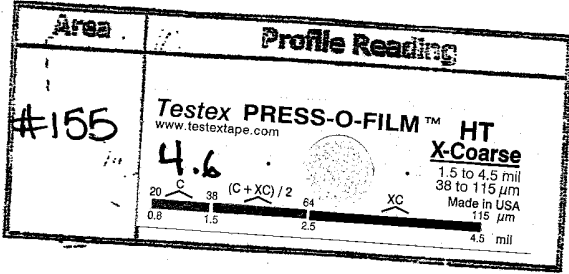 Area
Profile Reading
#155
Testex PRESS-O-FILM™ HT
www.testextape.com
X-Coarse
4.6
1.5 to 4.5 mil
38 to 115 µm
Made in USA
20 C 38 (C + XC) / 2 64 XC 115 µm
0.8 1.5 2.5 4.5 mil